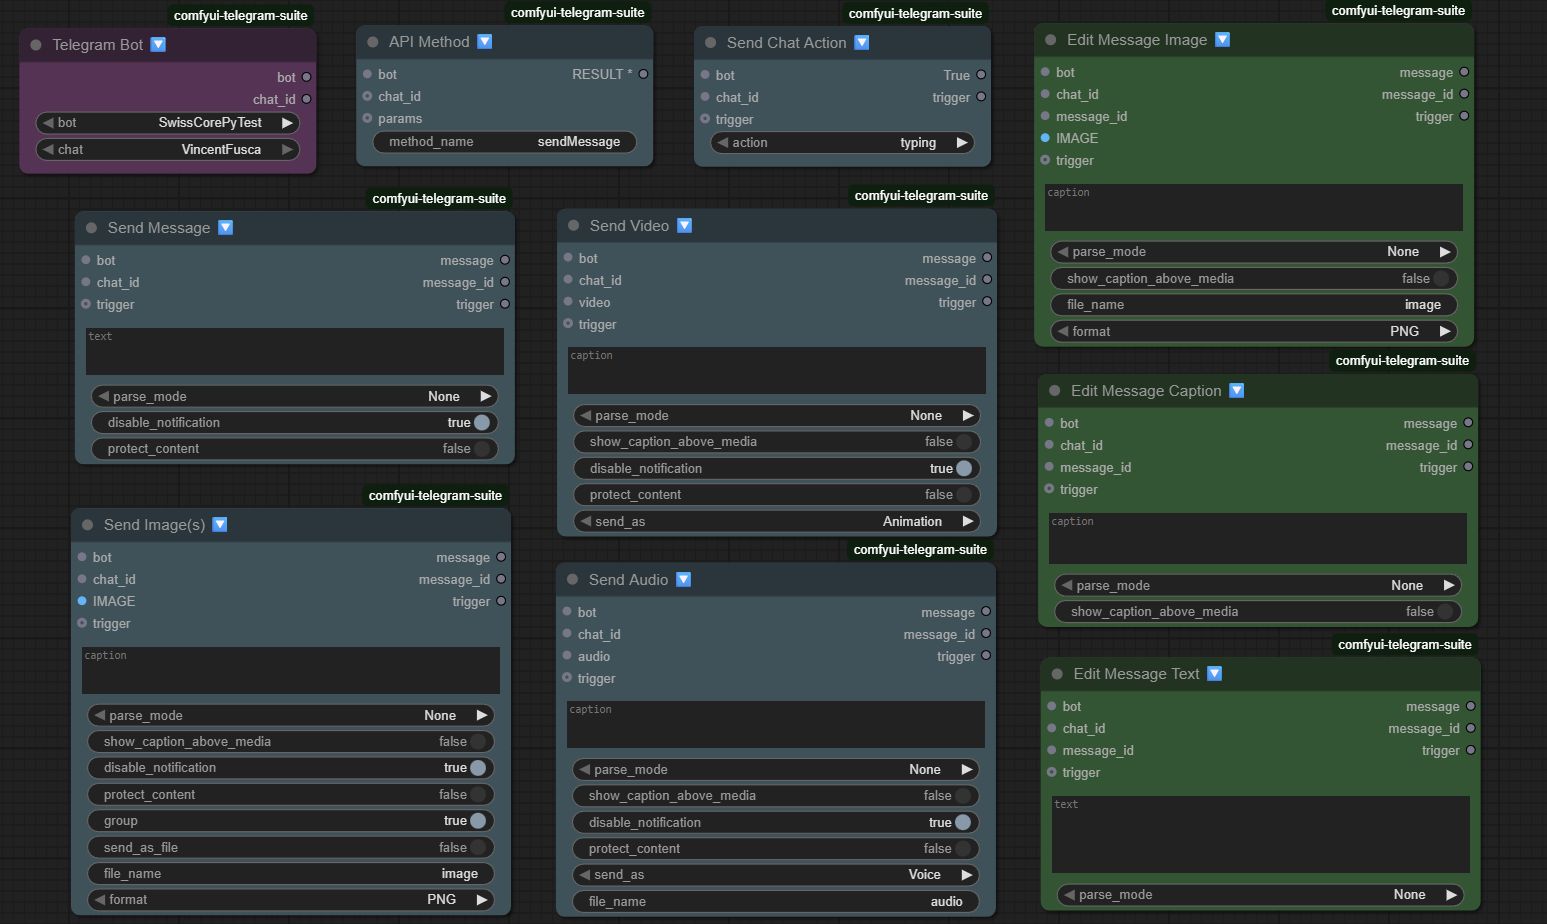 comfyui-telegram-suite
Telegram Bot
bot
chat_id
bot SwissCorePyTest
chat VincentFusca
comfyui-telegram-suite
API Method
bot RESULT *
chat_id
params
method_name sendMessage
comfyui-telegram-suite
Send Chat Action
bot True
chat_id trigger
trigger
action typing
comfyui-telegram-suite
Edit Message Image
bot message
chat_id message_id
message_id trigger
IMAGE
trigger
caption
parse_mode None
show_caption_above_media false
file_name image
format PNG
comfyui-telegram-suite
Send Message
bot message
chat_id message_id
trigger trigger
text
parse_mode None
disable_notification true
protect_content false
comfyui-telegram-suite
Send Video
bot message
chat_id message_id
video trigger
trigger
caption
parse_mode None
show_caption_above_media false
disable_notification true
protect_content false
send_as Animation
comfyui-telegram-suite
Edit Message Caption
bot message
chat_id message_id
message_id trigger
trigger
caption
parse_mode None
show_caption_above_media false
comfyui-telegram-suite
Send Image(s)
bot message
chat_id message_id
IMAGE trigger
trigger
caption
parse_mode None
show_caption_above_media false
disable_notification true
protect_content false
group true
send_as_file false
file_name image
format PNG
comfyui-telegram-suite
Send Audio
bot message
chat_id message_id
audio trigger
trigger
caption
parse_mode None
show_caption_above_media false
disable_notification true
protect_content false
send_as Voice
file_name audio
comfyui-telegram-suite
Edit Message Text
bot message
chat_id message_id
message_id trigger
trigger
text
parse_mode None